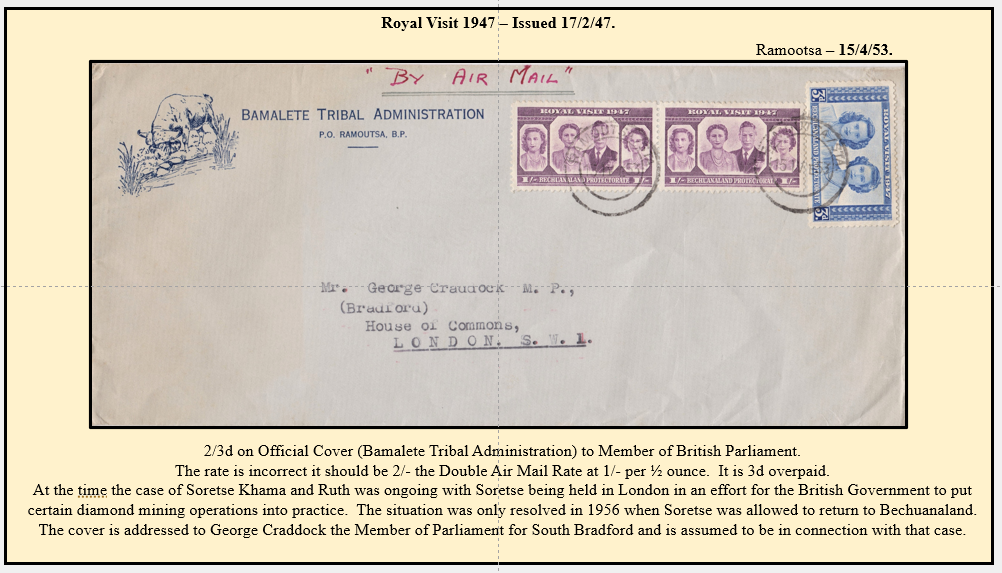 Royal Visit 1947 – Issued 17/2/47.
Ramootsa – 15/4/53.
" By Air Mail "
BAMALETE TRIBAL ADMINISTRATION
P.O. RAMOUTSA, B.P.
ROYAL VISIT 1947
1/- BECHUANALAND PROTECTORATE 1/-
ROYAL VISIT 1947
1/- BECHUANALAND PROTECTORATE
3d
ROYAL VISIT 1947
BECHUANALAND PROTECTORATE
3d
Mr. George Craddock M. P.,
(Bradford)
House of Commons,
LONDON. S. W. 1.
2/3d on Official Cover (Bamalete Tribal Administration) to Member of British Parliament.
The rate is incorrect it should be 2/- the Double Air Mail Rate at 1/- per ½ ounce.  It is 3d overpaid.
At the time the case of Soretse Khama and Ruth was ongoing with Soretse being held in London in an effort for the British Government to put
certain diamond mining operations into practice.  The situation was only resolved in 1956 when Soretse was allowed to return to Bechuanaland.
The cover is addressed to George Craddock the Member of Parliament for South Bradford and is assumed to be in connection with that case.